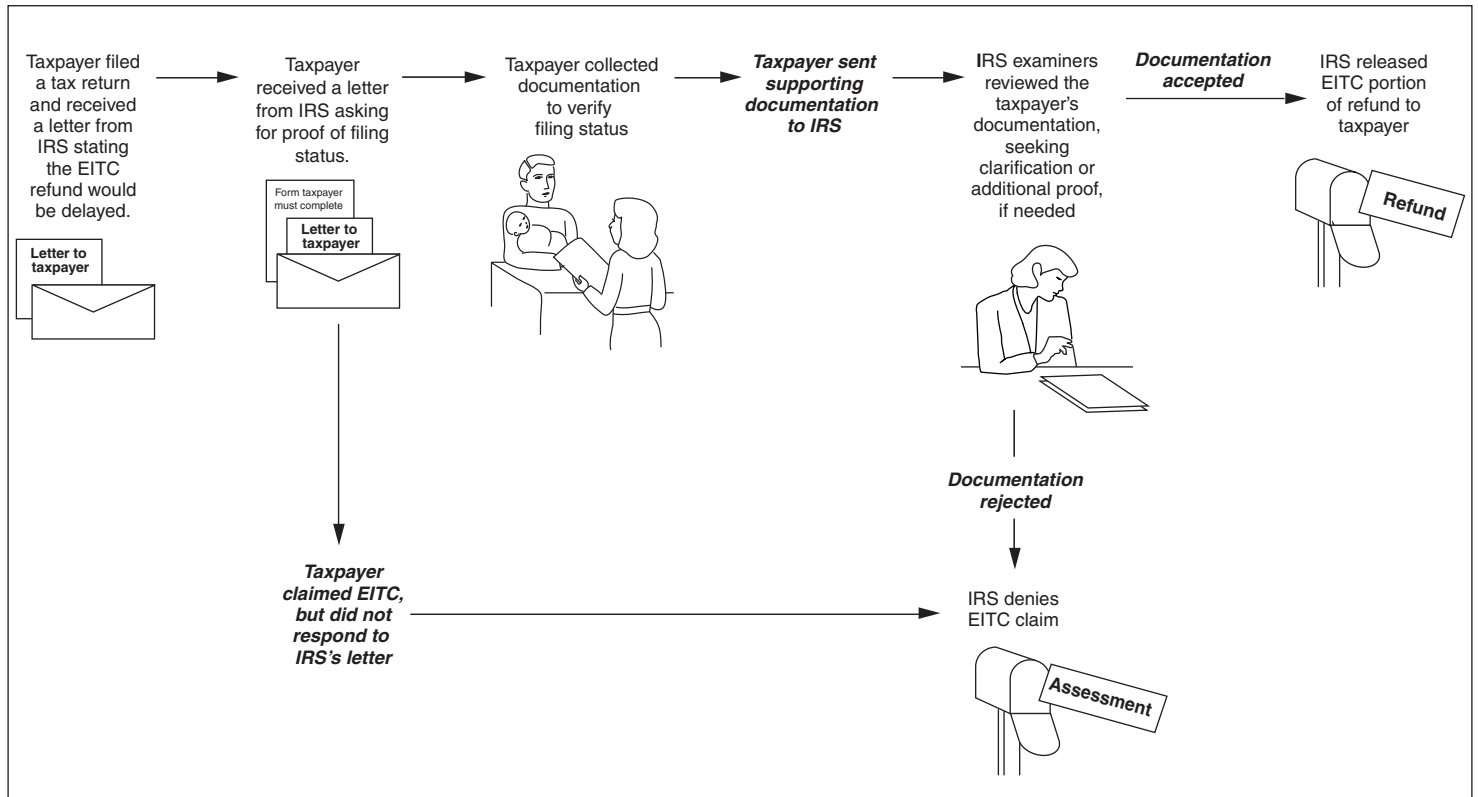 Taxpayer filed
a tax return
and received
a letter from
IRS stating
the EITC
refund would
be delayed.
Letter to
taxpayer
Taxpayer
received a letter
from IRS asking
for proof of filing
status.
Form taxpayer
must complete
Letter to
taxpayer
Taxpayer collected
documentation
to verify
filing status
Taxpayer sent
supporting
documentation
to IRS
IRS examiners
reviewed the
taxpayer's
documentation,
seeking
clarification or
additional proof,
if needed
Documentation
accepted
IRS released
EITC portion
of refund to
taxpayer
Refund
Documentation
rejected
Taxpayer
claimed EITC,
but did not
respond to
IRS's letter
IRS denies
EITC claim
Assessment